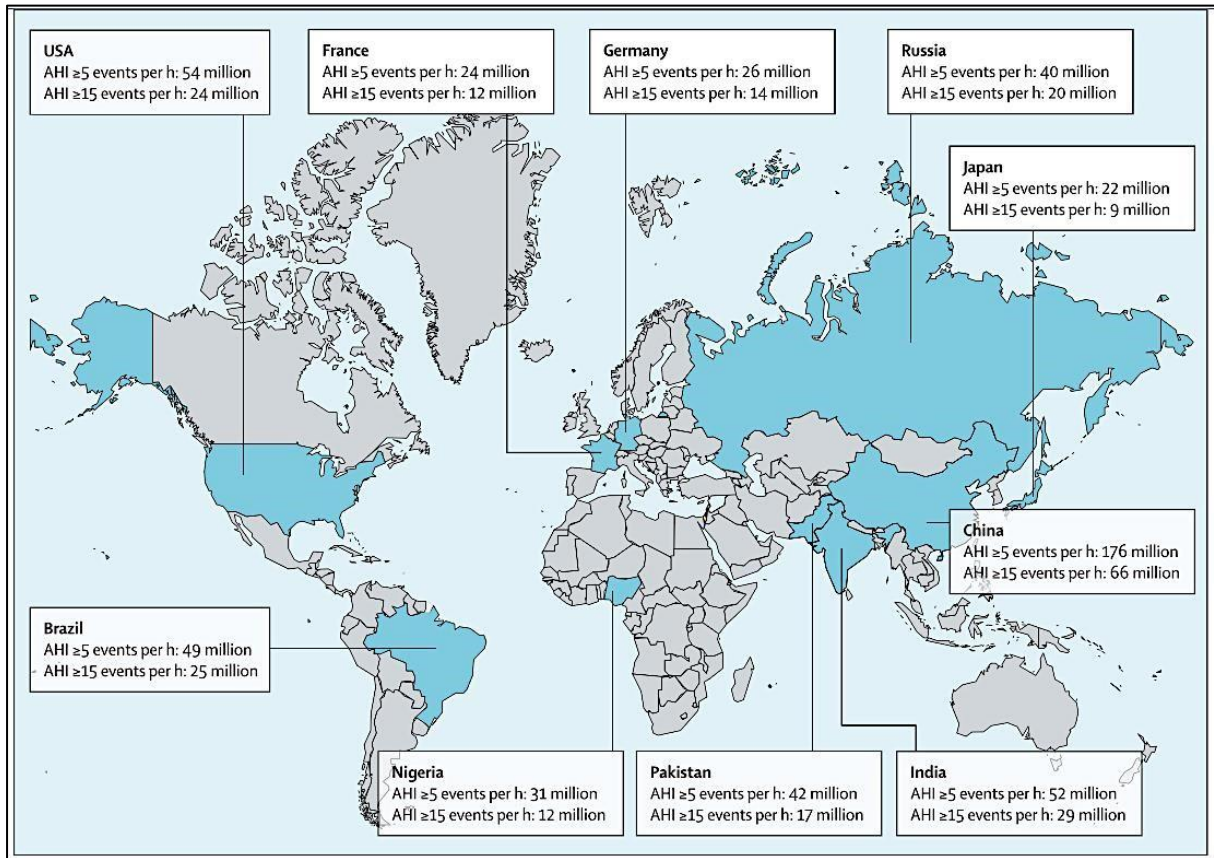 USA
AHI ≥5 events per h: 54 million
AHI ≥15 events per h: 24 million
France
AHI ≥5 events per h: 24 million
AHI ≥15 events per h: 12 million
Germany
AHI ≥5 events per h: 26 million
AHI ≥15 events per h: 14 million
Russia
AHI ≥5 events per h: 40 million
AHI ≥15 events per h: 20 million
Japan
AHI ≥5 events per h: 22 million
AHI ≥15 events per h: 9 million
China
AHI ≥5 events per h: 176 million
AHI ≥15 events per h: 66 million
Brazil
AHI ≥5 events per h: 49 million
AHI ≥15 events per h: 25 million
Nigeria
AHI ≥5 events per h: 31 million
AHI ≥15 events per h: 12 million
Pakistan
AHI ≥5 events per h: 42 million
AHI ≥15 events per h: 17 million
India
AHI ≥5 events per h: 52 million
AHI ≥15 events per h: 29 million